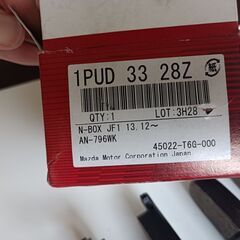 1PUD 33 28Z
QTY:1
LOT:3H28
N-BOX JF1 13.12~
AN-796WK
45022-T6G-000
Mazda Motor Corporation Japan